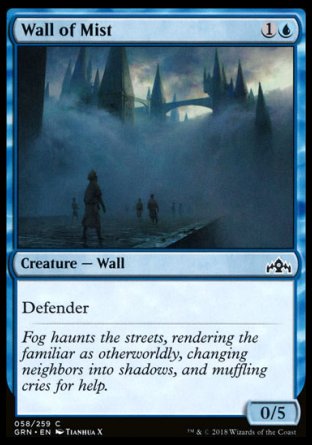 Wall of Mist 1
Creature — Wall
Defender
Fog haunts the streets, rendering the
familiar as otherworldly, changing
neighbors into shadows, and muffling
cries for help.
0/5
058/259 C
GRN • EN Tianhua X
™ & © 2018 Wizards of the Coast